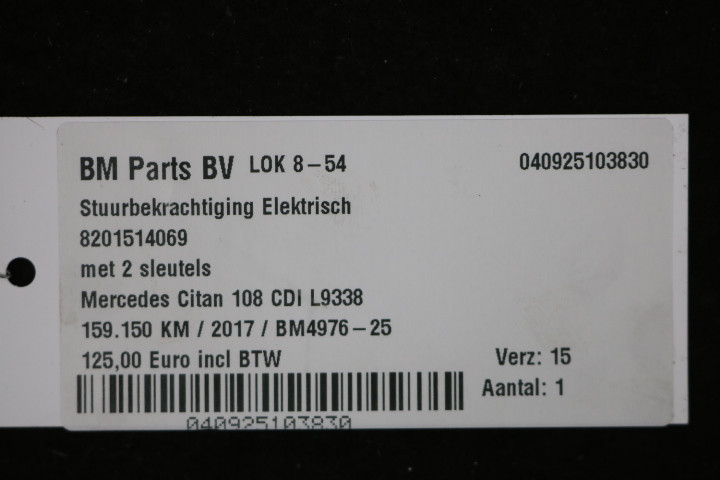 BM Parts BV LOK 8-54 040925103830
Stuurbekrachtiging Elektrisch
8201514069
met 2 sleutels
Mercedes Citan 108 CDI L9338
159.150 KM / 2017 / BM4976-25
125,00 Euro incl BTW Verz: 15
Aantal: 1
040925103830